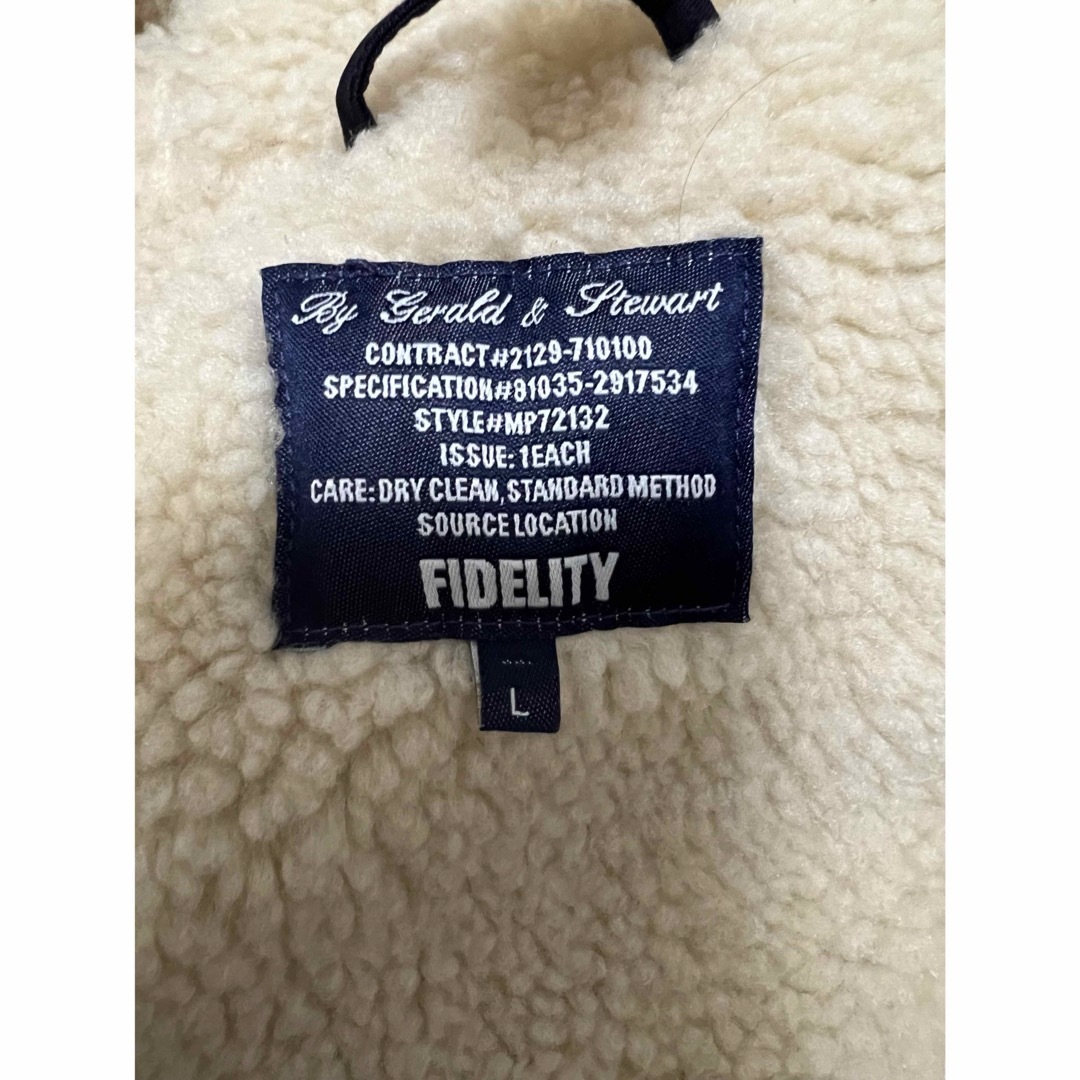 By Gerald & Stewart
CONTRACT#2129-710100
SPECIFICATION#81035-2917534
STYLE#MP72132
ISSUE: 1EACH
CARE: DRY CLEAN, STANDARD METHOD
SOURCE LOCATION
FIDELITY
L